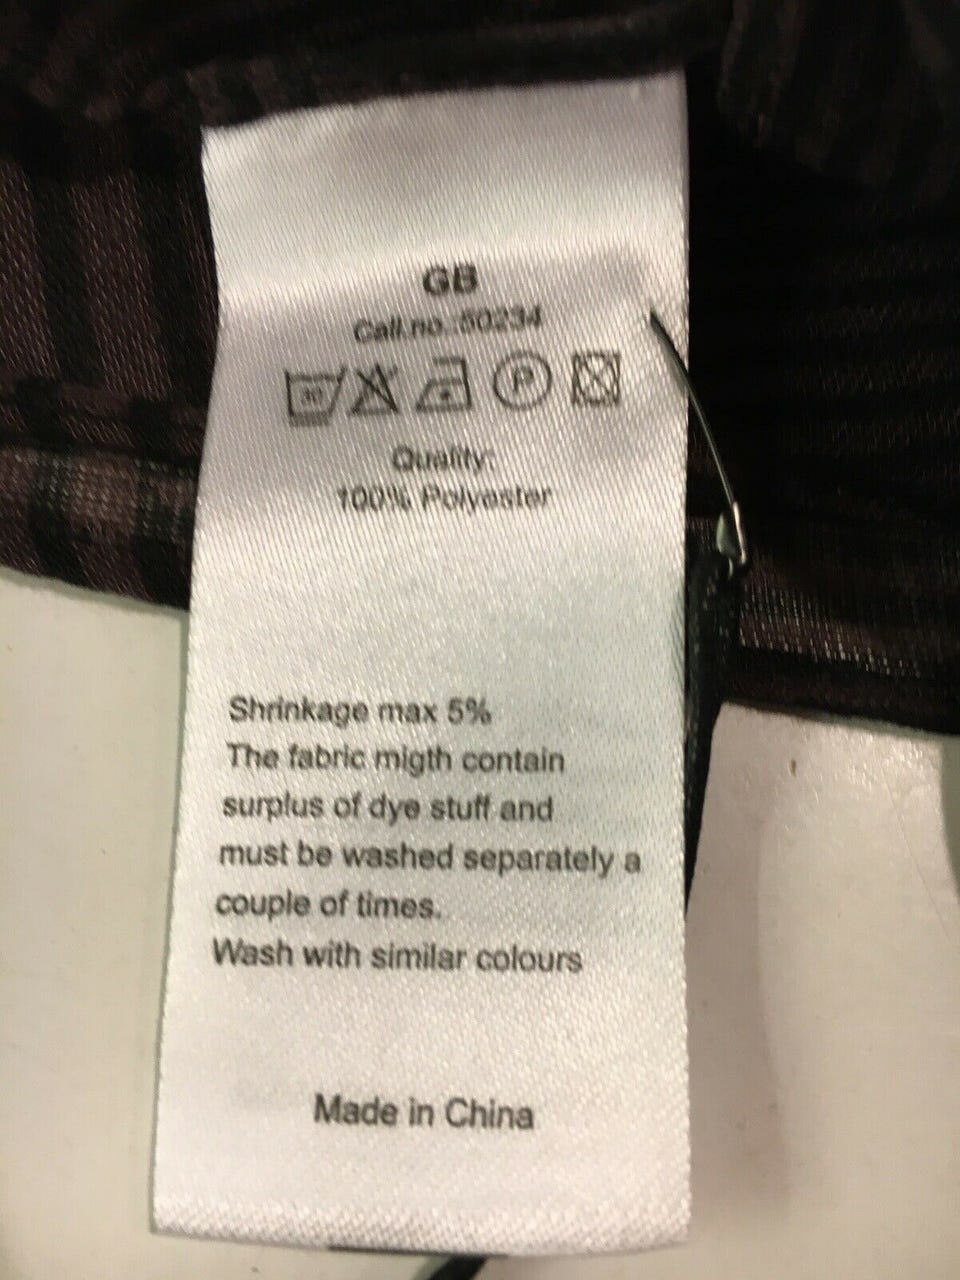 GB
Call.no.:50234
30
P
Quality:
100% Polyester
Shrinkage max 5%
The fabric migth contain
surplus of dye stuff and
must be washed separately a
couple of times.
Wash with similar colours
Made in China